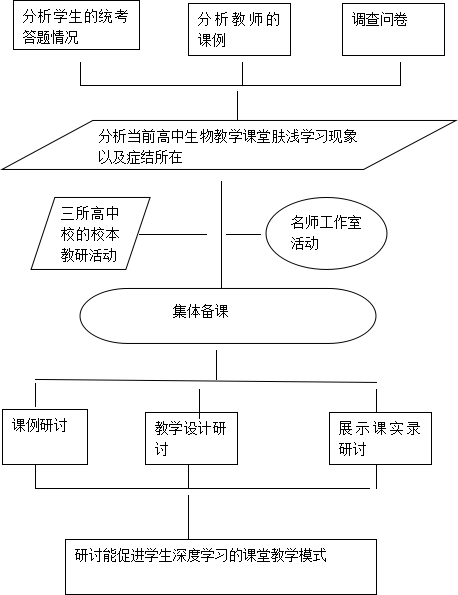 分析学生的统考
答题情况
分析教师的
课例
调查问卷
分析当前高中生物教学课堂肤浅学习现象
以及症结所在
三所高中
校的校本
教研活动
名师工作室
活动
集体备课
课例研讨
教学设计研
讨
展示课实录
研讨
研讨能促进学生深度学习的课堂教学模式